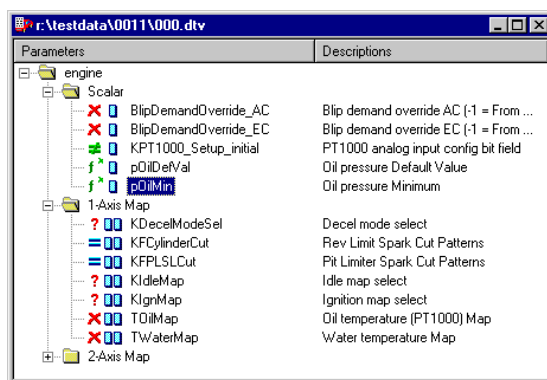 r:\testdata\0011\000.dtv
Parameters Descriptions
engine
Scalar
BlipDemandOverride_AC Blip demand override AC (-1 = From ...
BlipDemandOverride_EC Blip demand override EC (-1 = From ...
KPT1000_Setup_initial PT1000 analog input config bit field
pOilDefVal Oil pressure Default Value
pOilMin Oil pressure Minimum
1-Axis Map
? KDecelModeSel Decel mode select
KFCylinderCut Rev Limit Spark Cut Patterns
KFPLSLCut Pit Limiter Spark Cut Patterns
? KIdleMap Idle map select
? KIgnMap Ignition map select
TOilMap Oil temperature (PT1000) Map
TWaterMap Water temperature Map
2-Axis Map